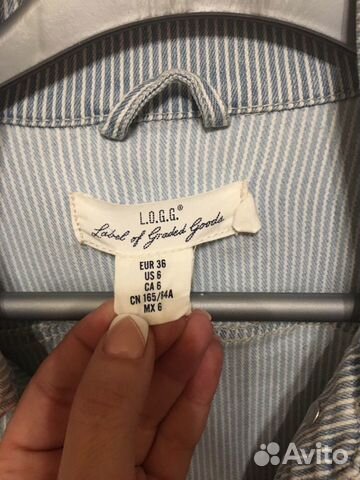 L.O.G.G.®
Label of Graded Goods
EUR 36
US 6
CA 6
CN 165/84A
MX 6
Avito